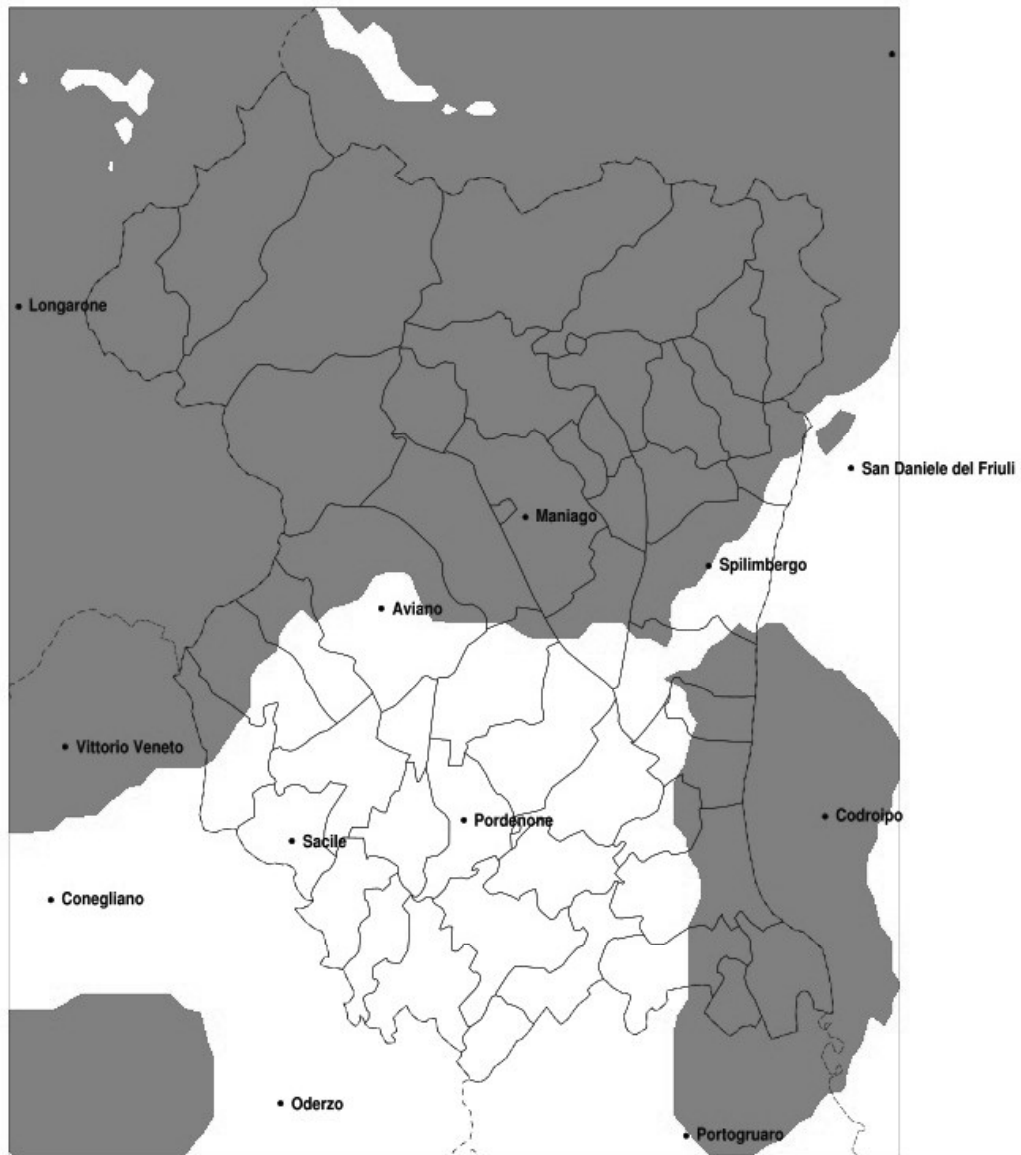 Longarone
San Daniele del Friuli
Maniago
Spilimbergo
Aviano
Vittorio Veneto
Codroipo
Pordenone
Sacile
Conegliano
Oderzo
Portogruaro